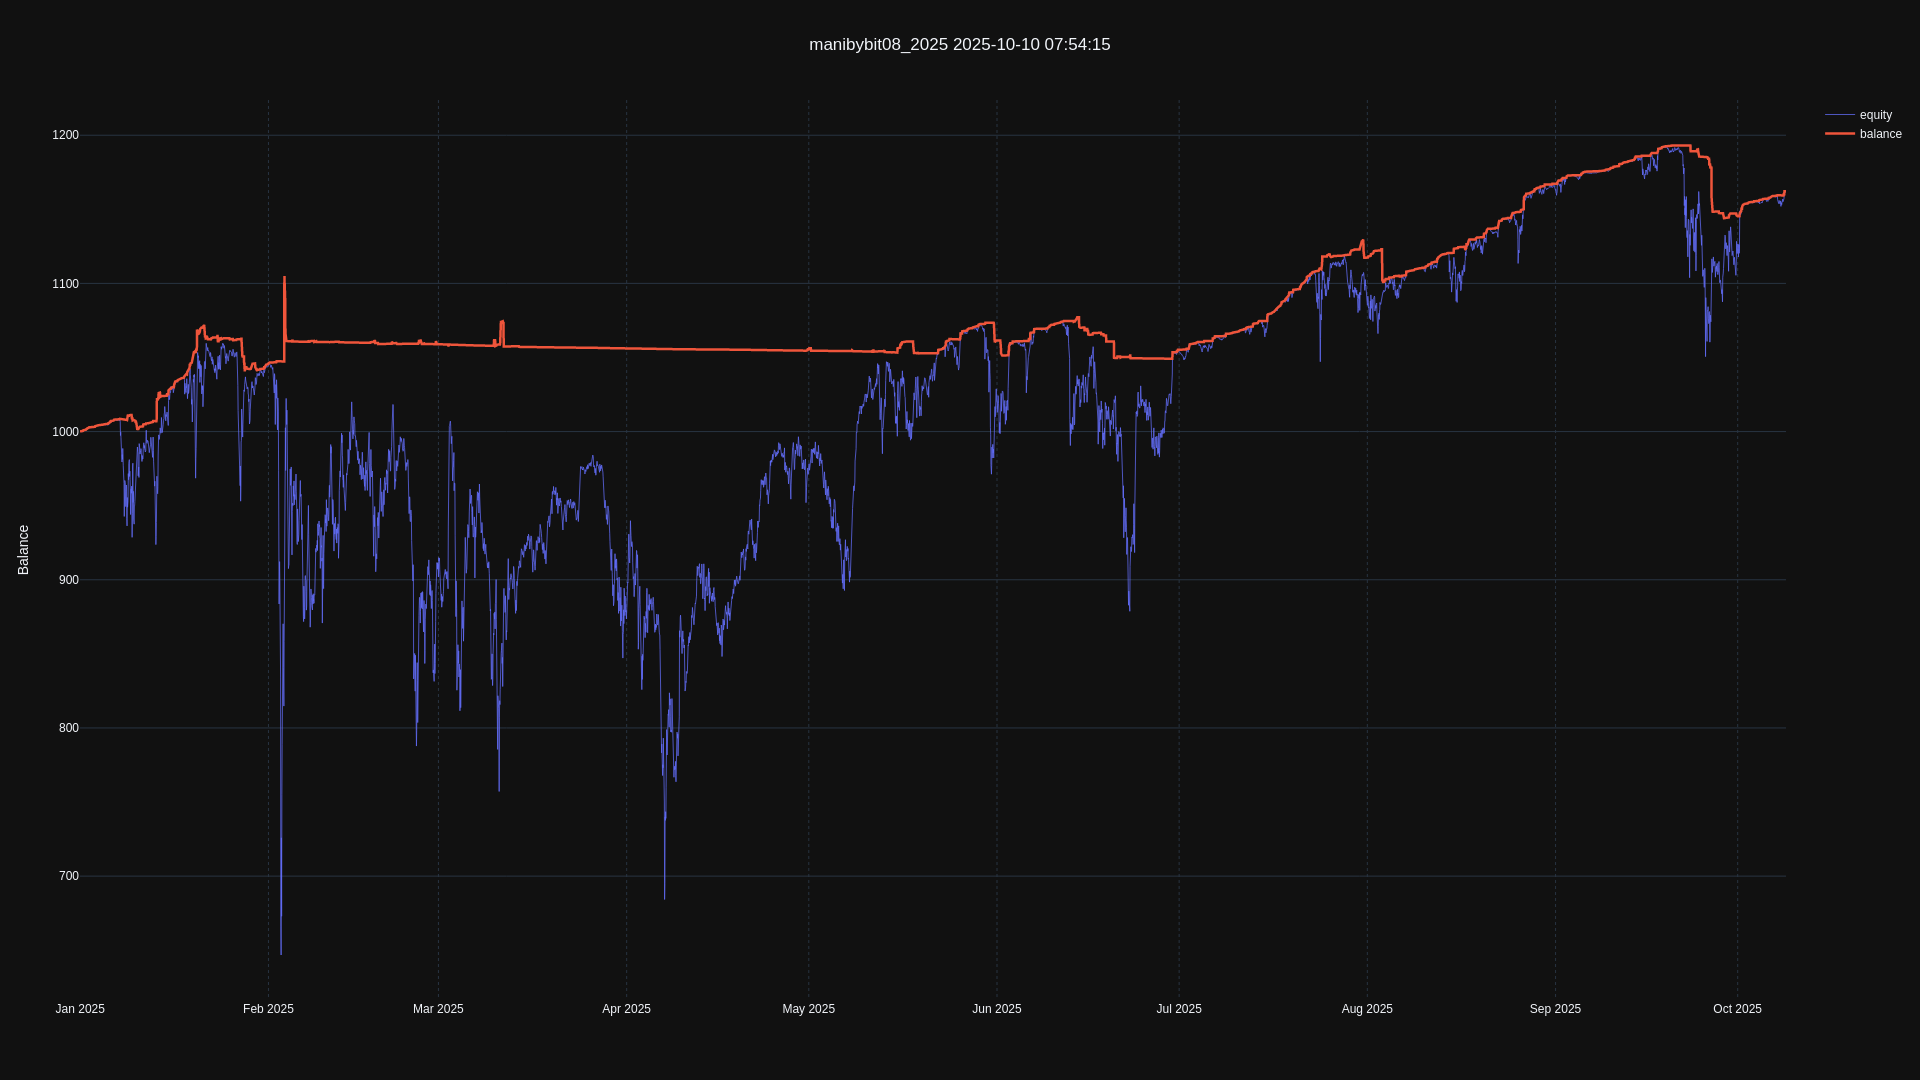 manibybit08_2025 2025-10-10 07:54:15
equity
balance
Balance
1200
1100
1000
900
800
700
Jan 2025
Feb 2025
Mar 2025
Apr 2025
May 2025
Jun 2025
Jul 2025
Aug 2025
Sep 2025
Oct 2025